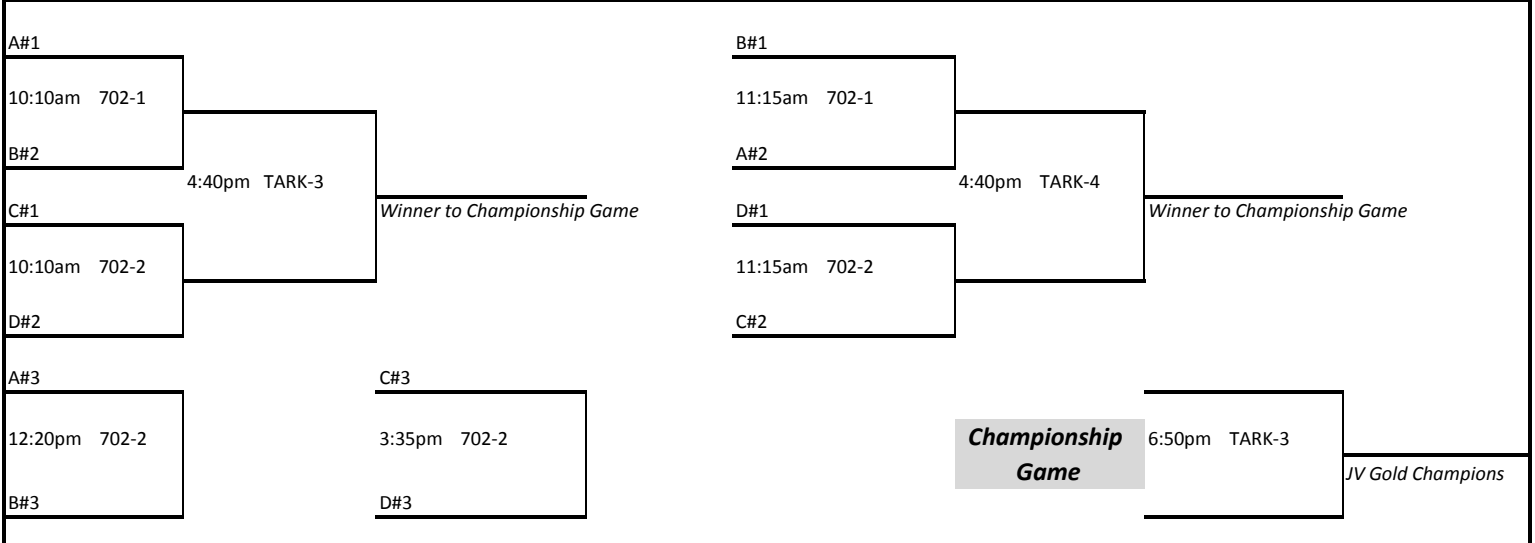 A#1
10:10am 702-1
B#2
4:40pm TARK-3
C#1
Winner to Championship Game
10:10am 702-2
D#2
B#1
11:15am 702-1
A#2
4:40pm TARK-4
D#1
Winner to Championship Game
11:15am 702-2
C#2
A#3
12:20pm 702-2
B#3
C#3
3:35pm 702-2
D#3
Championship
Game
6:50pm TARK-3
JV Gold Champions